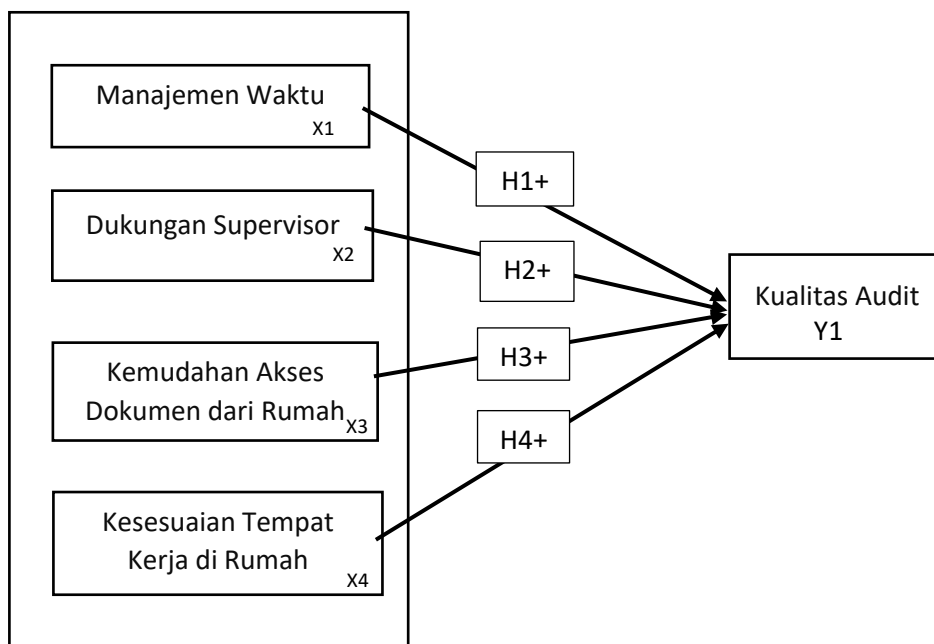 Manajemen Waktu
X1
H1+
Dukungan Supervisor
X2
H2+
Kualitas Audit
Y1
Kemudahan Akses
Dokumen dari Rumah
X3
H3+
H4+
Kesesuaian Tempat
Kerja di Rumah
X4